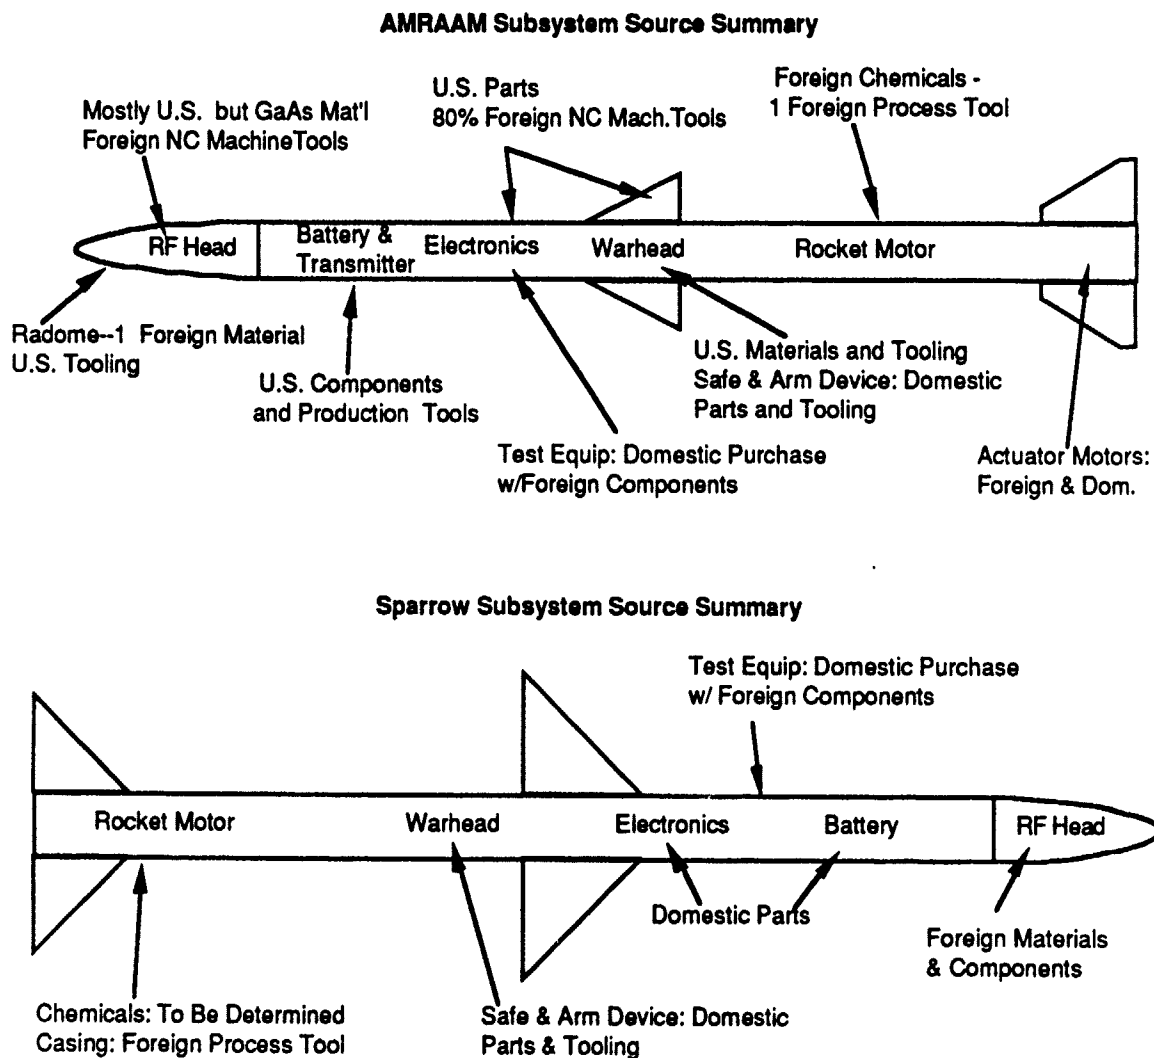 AMRAAM Subsystem Source Summary
Mostly U.S. but GaAs Mat'l
Foreign NC MachineTools
U.S. Parts
80% Foreign NC Mach.Tools
Foreign Chemicals -
1 Foreign Process Tool
RF Head
Battery &
Transmitter
Electronics
Warhead
Rocket Motor
Radome--1 Foreign Material
U.S. Tooling
U.S. Components
and Production Tools
Test Equip: Domestic Purchase
w/Foreign Components
U.S. Materials and Tooling
Safe & Arm Device: Domestic
Parts and Tooling
Actuator Motors:
Foreign & Dom.
Sparrow Subsystem Source Summary
Test Equip: Domestic Purchase
w/ Foreign Components
Rocket Motor
Warhead
Electronics
Battery
RF Head
Domestic Parts
Foreign Materials
& Components
Chemicals: To Be Determined
Casing: Foreign Process Tool
Safe & Arm Device: Domestic
Parts & Tooling